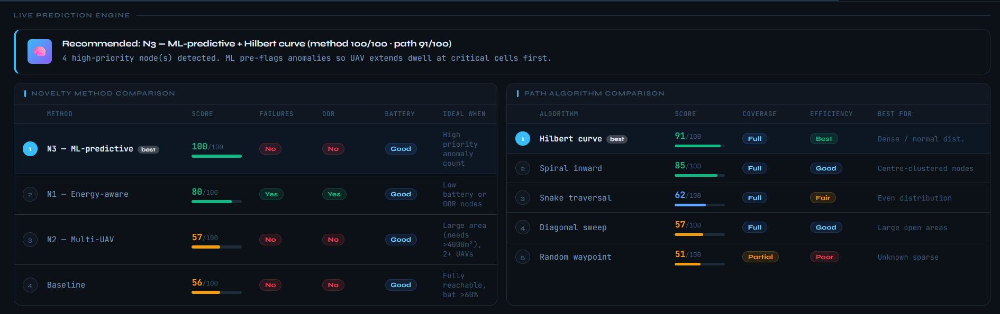 LIVE PREDICTION ENGINE
Recommended: N3 — ML-predictive + Hilbert curve (method 100/100 · path 91/100)
4 high-priority node(s) detected. ML pre-flags anomalies so UAV extends dwell at critical cells first.
NOVELTY METHOD COMPARISON
METHOD SCORE FAILURES OOR BATTERY IDEAL WHEN
1 N3 — ML-predictive best 100/100 No No Good High
priority
anomaly
count
2 N1 — Energy-aware 80/100 Yes Yes Good Low
battery or
OOR nodes
3 N2 — Multi-UAV 57/100 No No Good Large area
(needs
>4000m²),
2+ UAVs
4 Baseline 56/100 No No Good Fully
reachable,
bat >60%
PATH ALGORITHM COMPARISON
ALGORITHM SCORE COVERAGE EFFICIENCY BEST FOR
1 Hilbert curve best 91/100 Full Best Dense / normal dist.
2 Spiral inward 85/100 Full Good Centre-clustered nodes
3 Snake traversal 62/100 Full Fair Even distribution
4 Diagonal sweep 57/100 Full Good Large open areas
5 Random waypoint 51/100 Partial Poor Unknown sparse